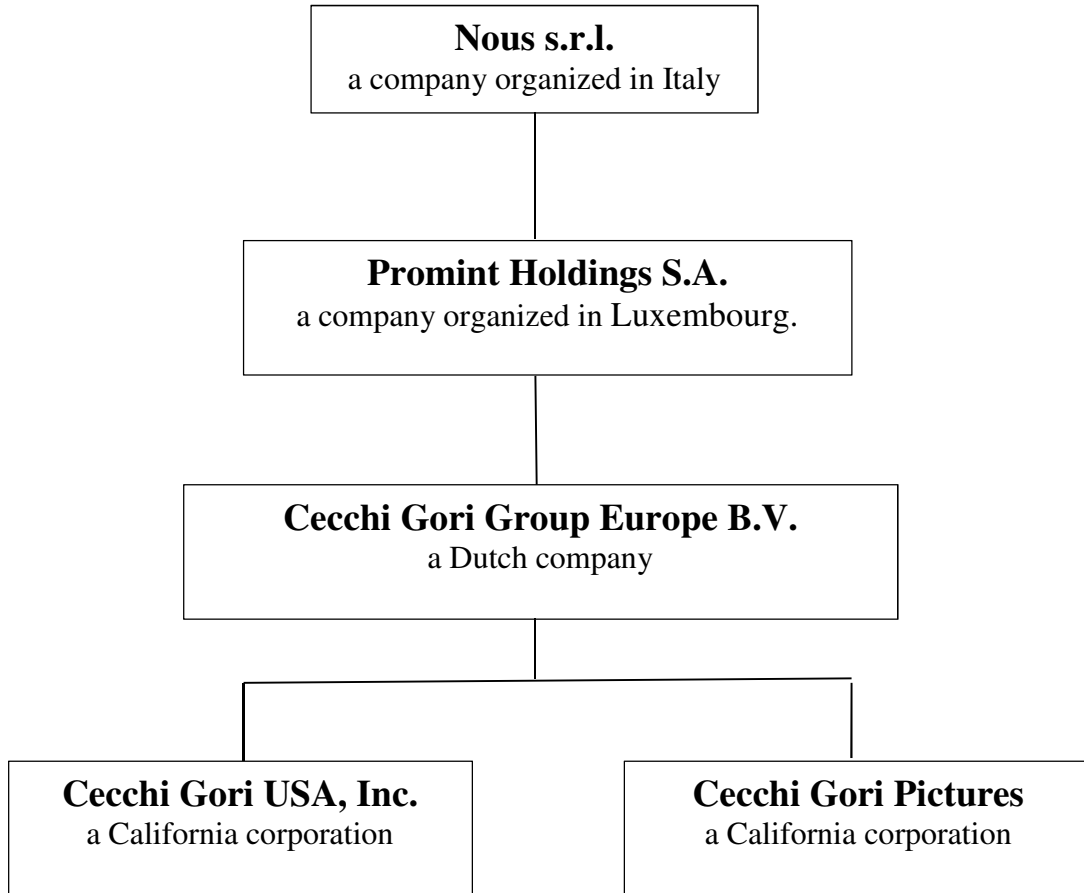 Nous s.r.l.
a company organized in Italy
Promint Holdings S.A.
a company organized in Luxembourg.
Cecchi Gori Group Europe B.V.
a Dutch company
Cecchi Gori USA, Inc.
a California corporation
Cecchi Gori Pictures
a California corporation